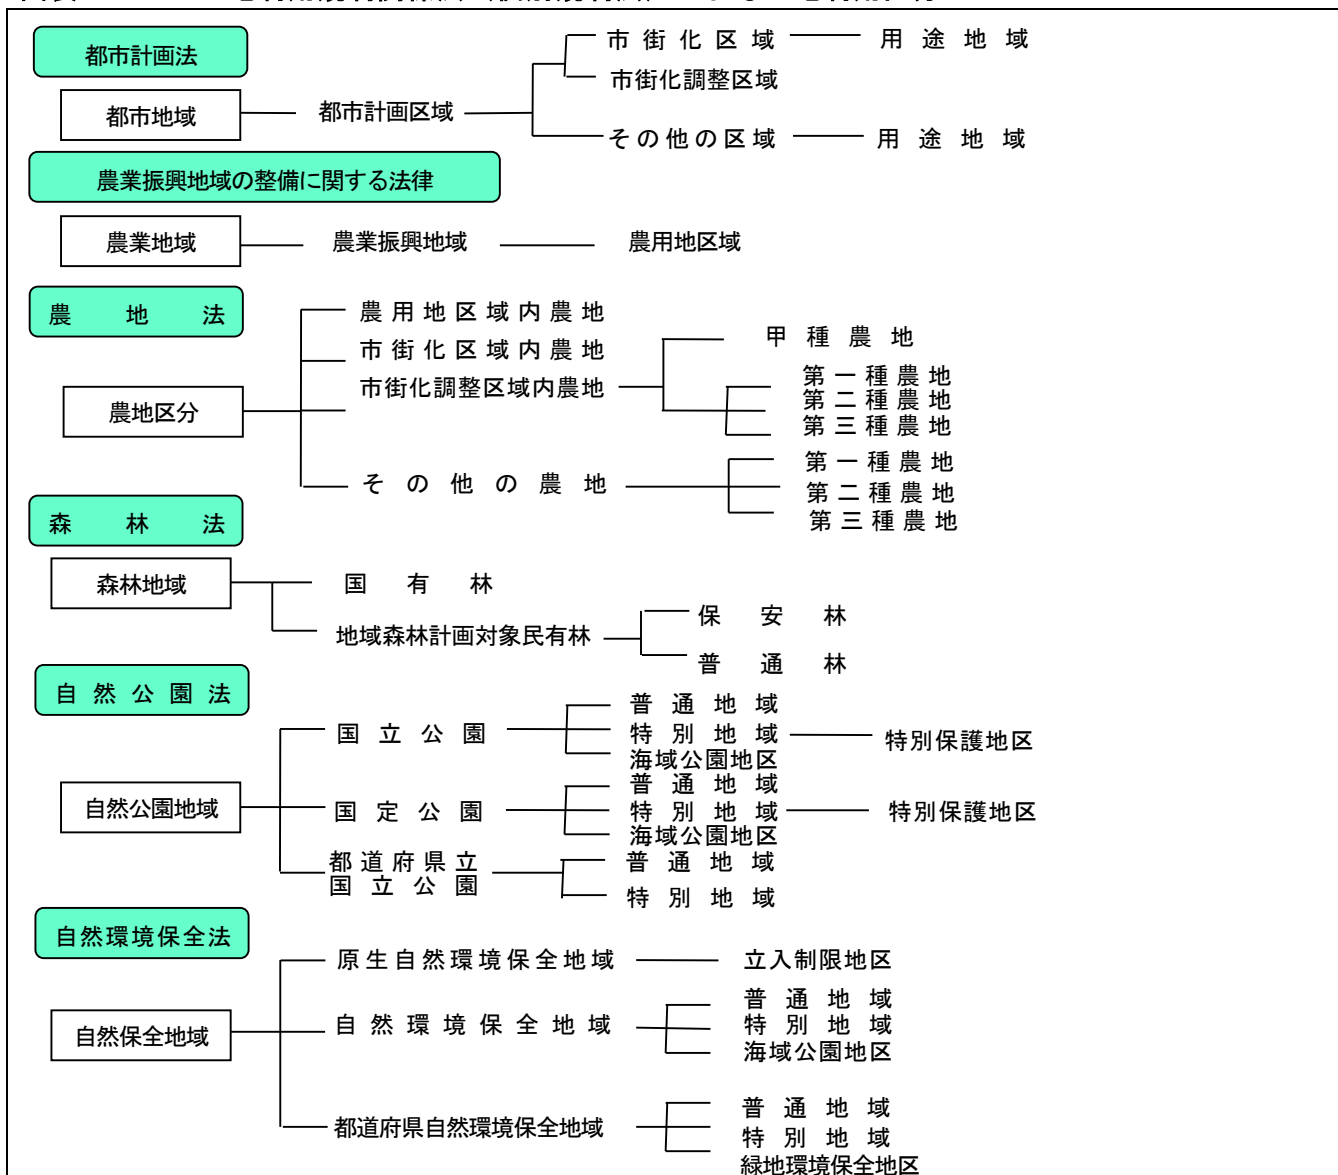 都市計画法
市街化区域 用途地域
市街化調整区域
都市地域 都市計画区域
その他の区域 用途地域
農業振興地域の整備に関する法律
農業地域 農業振興地域 農用地区域
農地法
農用地区域内農地
市街化区域内農地
甲種農地
市街化調整区域内農地
第一種農地
第二種農地
第三種農地
農地区分
その他の農地
第一種農地
第二種農地
第三種農地
森林法
森林地域
国有林
地域森林計画対象民有林
保安林
普通林
自然公園法
国立公園
普通地域
特別地域 特別保護地区
海域公園地区
自然公園地域
国定公園
普通地域
特別地域 特別保護地区
海域公園地区
都道府県立
国立公園
普通地域
特別地域
自然環境保全法
原生自然環境保全地域 立入制限地区
自然保全地域
自然環境保全地域
普通地域
特別地域
海域公園地区
都道府県自然環境保全地域
普通地域
特別地域
緑地環境保全地区